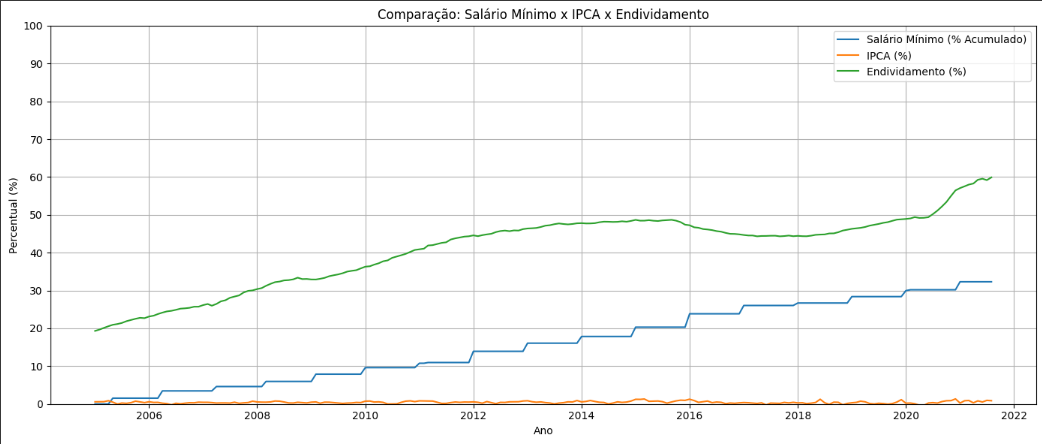 Comparação: Salário Mínimo x IPCA x Endividamento
100
90
80
70
60
50
40
30
20
10
0
Percentual (%)
Salário Mínimo (% Acumulado)
IPCA (%)
Endividamento (%)
2006 2008 2010 2012 2014 2016 2018 2020 2022
Ano